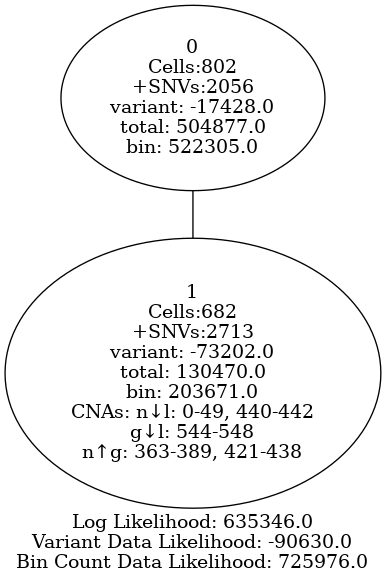 0
Cells:802
+SNVs:2056
variant: -17428.0
total: 504877.0
bin: 522305.0
1
Cells:682
+SNVs:2713
variant: -73202.0
total: 130470.0
bin: 203671.0
CNAs: n↓l: 0-49, 440-442
g↓l: 544-548
n↑g: 363-389, 421-438
Log Likelihood: 635346.0
Variant Data Likelihood: -90630.0
Bin Count Data Likelihood: 725976.0